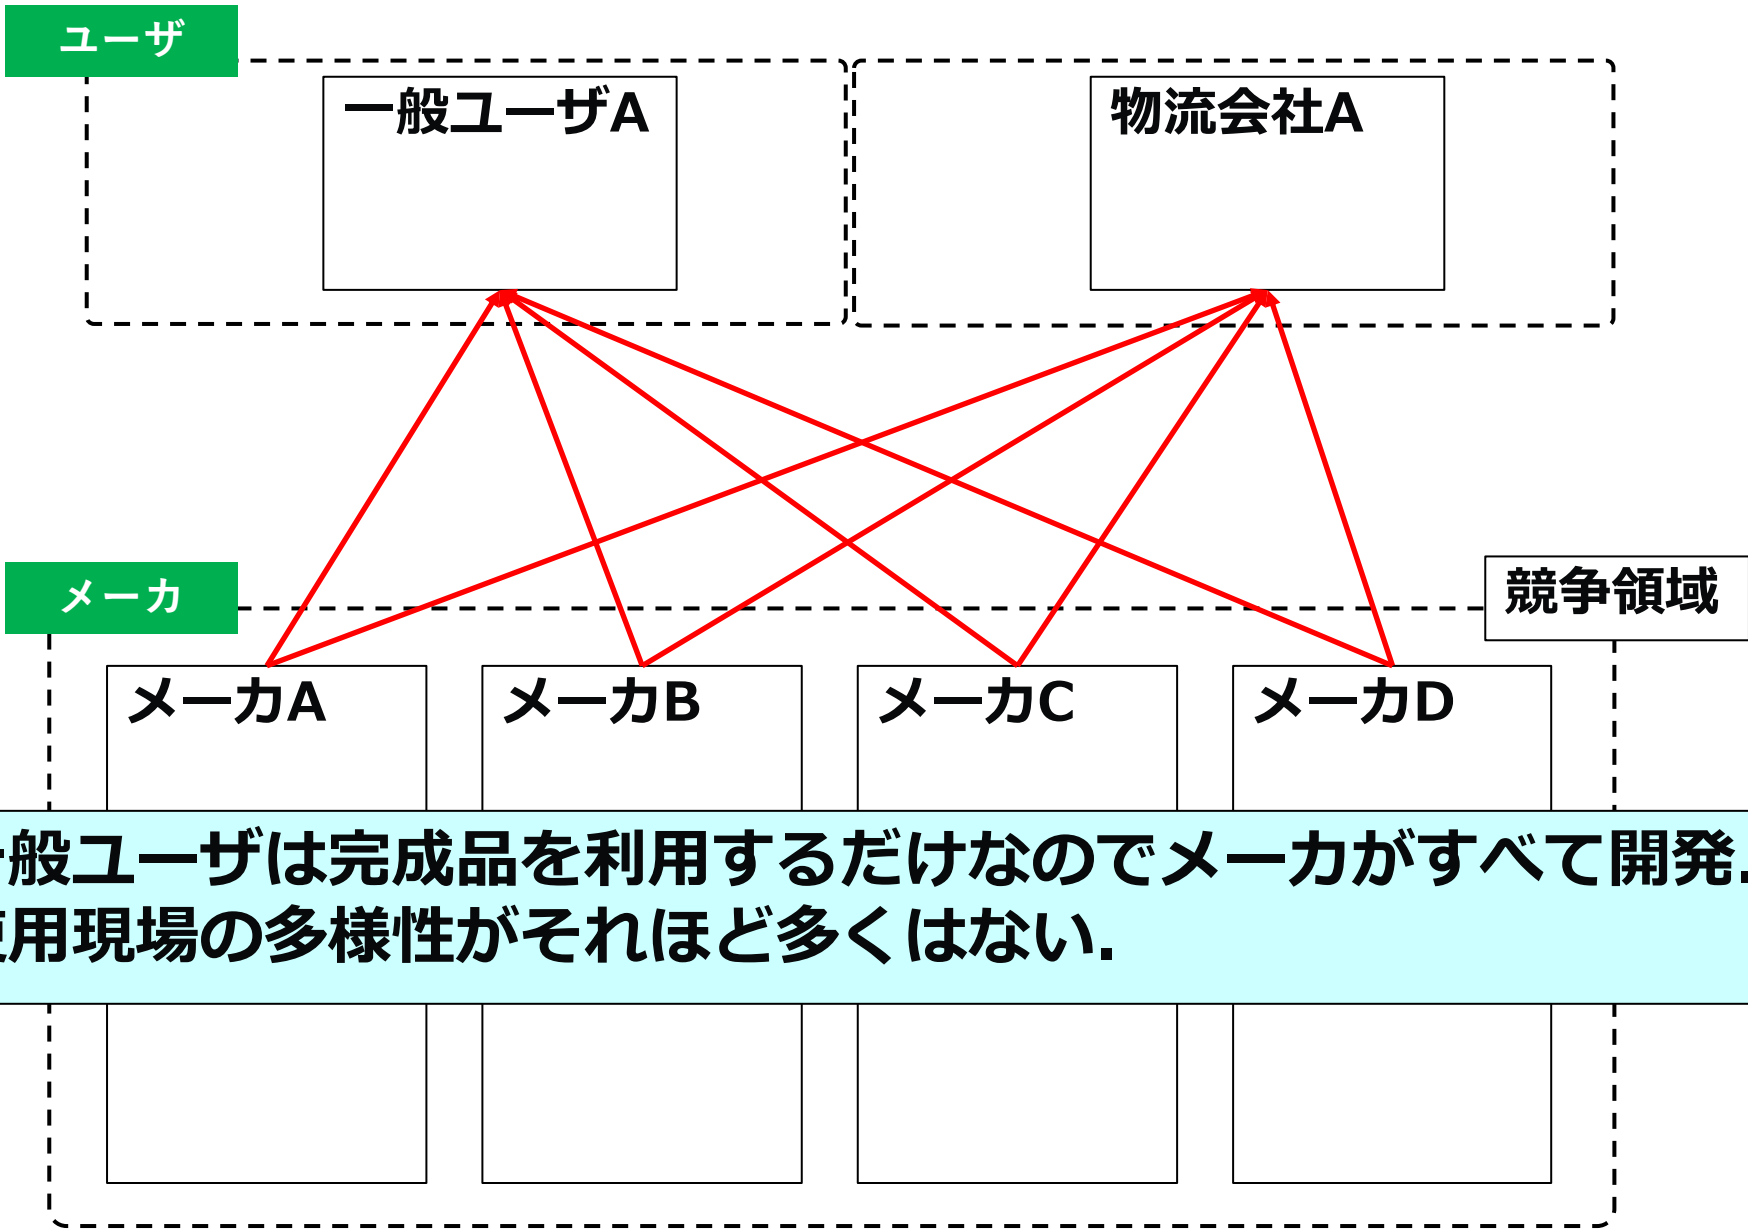 ユーザ
一般ユーザA
物流会社A
メーカ
競争領域
メーカA
メーカB
メーカC
メーカD
一般ユーザは完成品を利用するだけなのでメーカがすべて開発.
使用現場の多様性がそれほど多くはない.